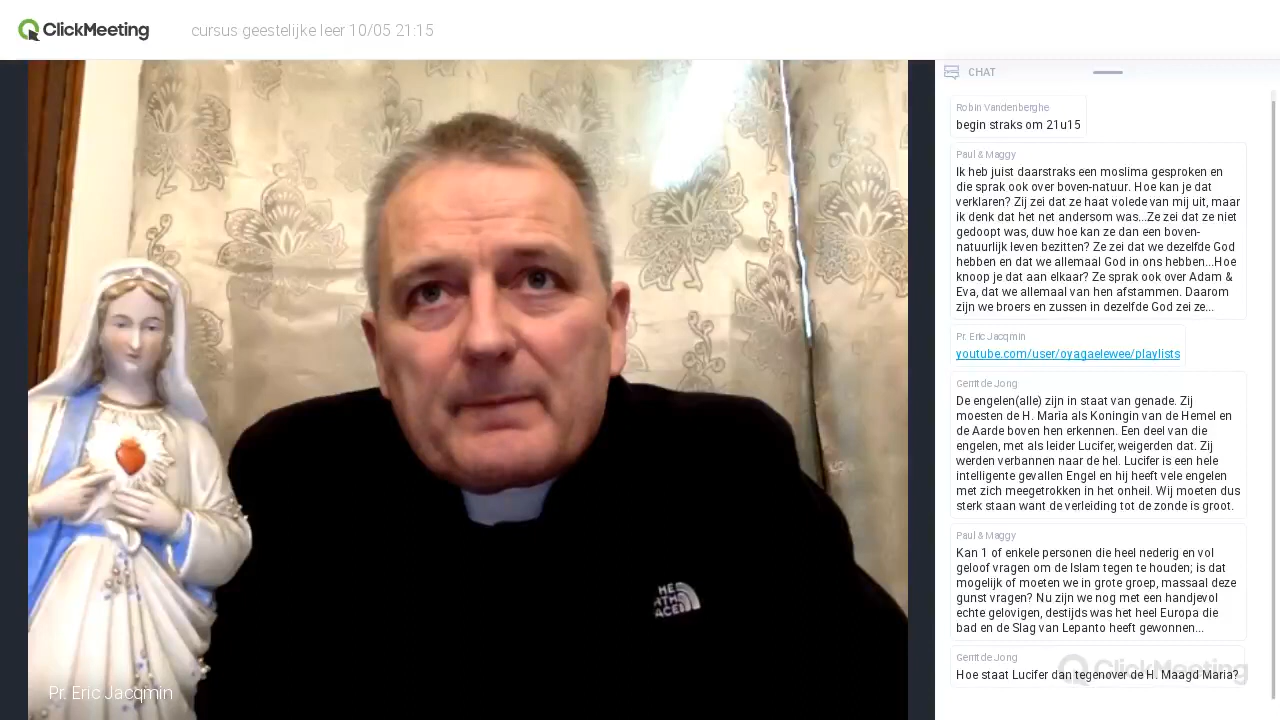 ClickMeeting
cursus geestelijke leer 10/05 21:15
CHAT
Robin Vandenberghe
begin straks om 21u15
Paul & Maggy
Ik heb juist daarstraks een moslima gesproken en
die sprak ook over boven-natuur. Hoe kan je dat
verklaren? Zij zei dat ze haat volede van mij uit, maar
ik denk dat het net andersom was...Ze zei dat ze niet
gedoopt was, duw hoe kan ze dan een boven-
natuurlijk leven bezitten? Ze zei dat we dezelfde God
hebben en dat we allemaal God in ons hebben...Hoe
knoop je dat aan elkaar? Ze sprak ook over Adam &
Eva, dat we allemaal van hen afstammen. Daarom
zijn we broers en zussen in dezelfde God zei ze...
Pr. Eric Jacqmin
youtube.com/user/oyagaelewee/playlists
Gerrit de Jong
De engelen(alle) zijn in staat van genade. Zij
moesten de H. Maria als Koningin van de Hemel en
de Aarde boven hen erkennen. Een deel van die
engelen, met als leider Lucifer, weigerden dat. Zij
werden verbannen naar de hel. Lucifer is een hele
intelligente gevallen Engel en hij heeft vele engelen
met zich meegetrokken in het onheil. Wij moeten dus
sterk staan want de verleiding tot de zonde is groot.
Paul & Maggy
Kan 1 of enkele personen die heel nederig en vol
geloof vragen om de Islam tegen te houden; is dat
mogelijk of moeten we in grote groep, massaal deze
gunst vragen? Nu zijn we nog met een handjevol
echte gelovigen, destijds was het heel Europa die
bad en de Slag van Lepanto heeft gewonnen...
Gerrit de Jong
Hoe staat Lucifer dan tegenover de H. Maagd Maria?
ClickMeeting
Pr. Eric Jacqmin